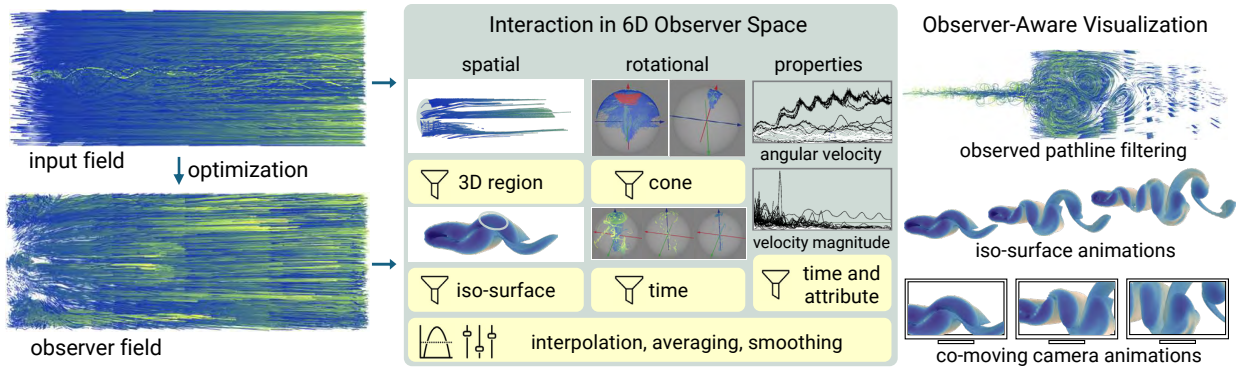 input field
optimization
observer field
Interaction in 6D Observer Space
spatial
rotational
properties
3D region
cone
angular velocity
velocity magnitude
iso-surface
time
time and
attribute
interpolation, averaging, smoothing
Observer-Aware Visualization
observed pathline filtering
iso-surface animations
co-moving camera animations